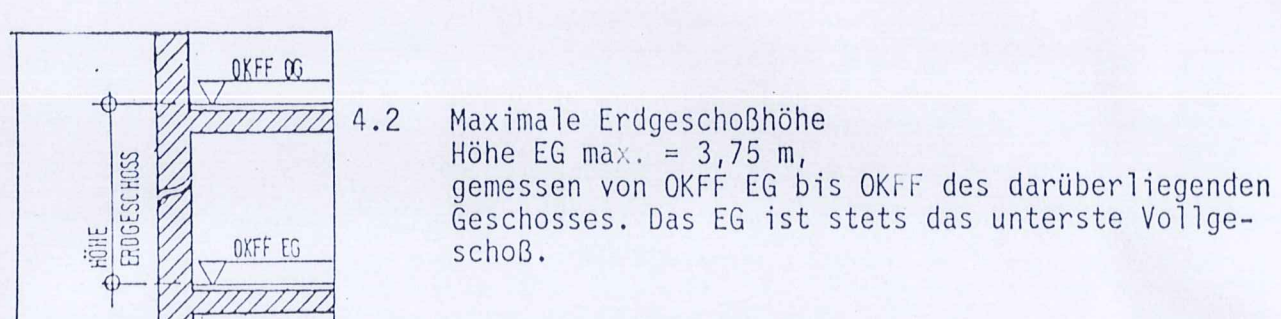 OKFF OG
HÖHE
ERDGESCHOSS
OKFF EG
4.2 Maximale Erdgeschoßhöhe
Höhe EG max. = 3,75 m,
gemessen von OKFF EG bis OKFF des darüberliegenden
Geschosses. Das EG ist stets das unterste Vollge-
schoß.